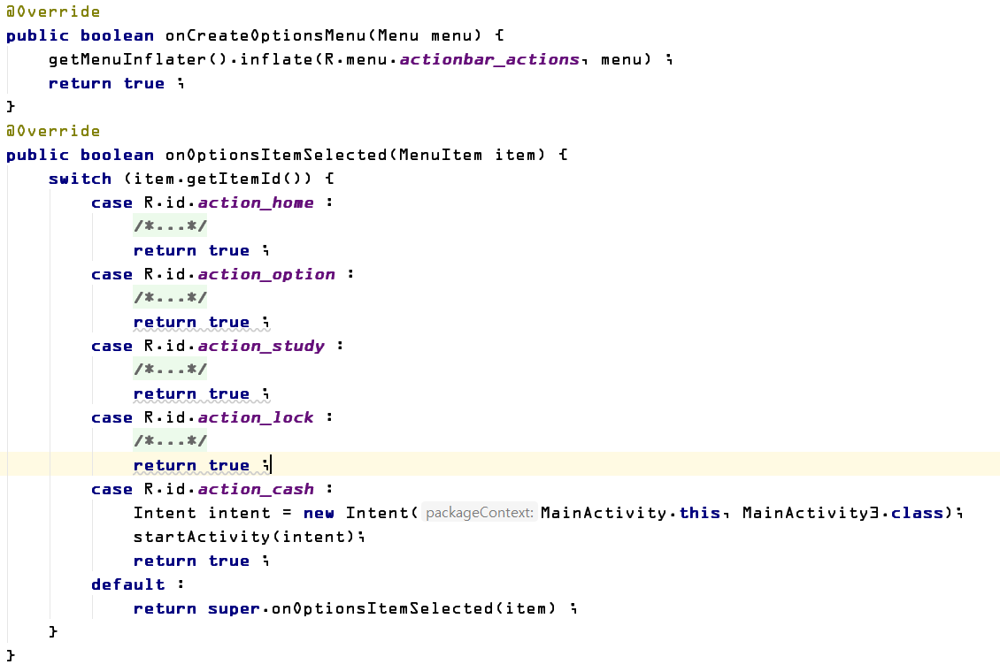 @Override
public boolean onCreateOptionsMenu(Menu menu) {
getMenuInflater().inflate(R.menu.actionbar_actions, menu) ;
return true ;
}
@Override
public boolean onOptionsItemSelected(MenuItem item) {
switch (item.getItemId()) {
case R.id.action_home :
/*...*/
return true ;
case R.id.action_option :
/*...*/
return true ;
case R.id.action_study :
/*...*/
return true ;
case R.id.action_lock :
/*...*/
return true ;
case R.id.action_cash :
Intent intent = new Intent( packageContext: MainActivity.this, MainActivity3.class);
startActivity(intent);
return true ;
default :
return super.onOptionsItemSelected(item) ;
}
}